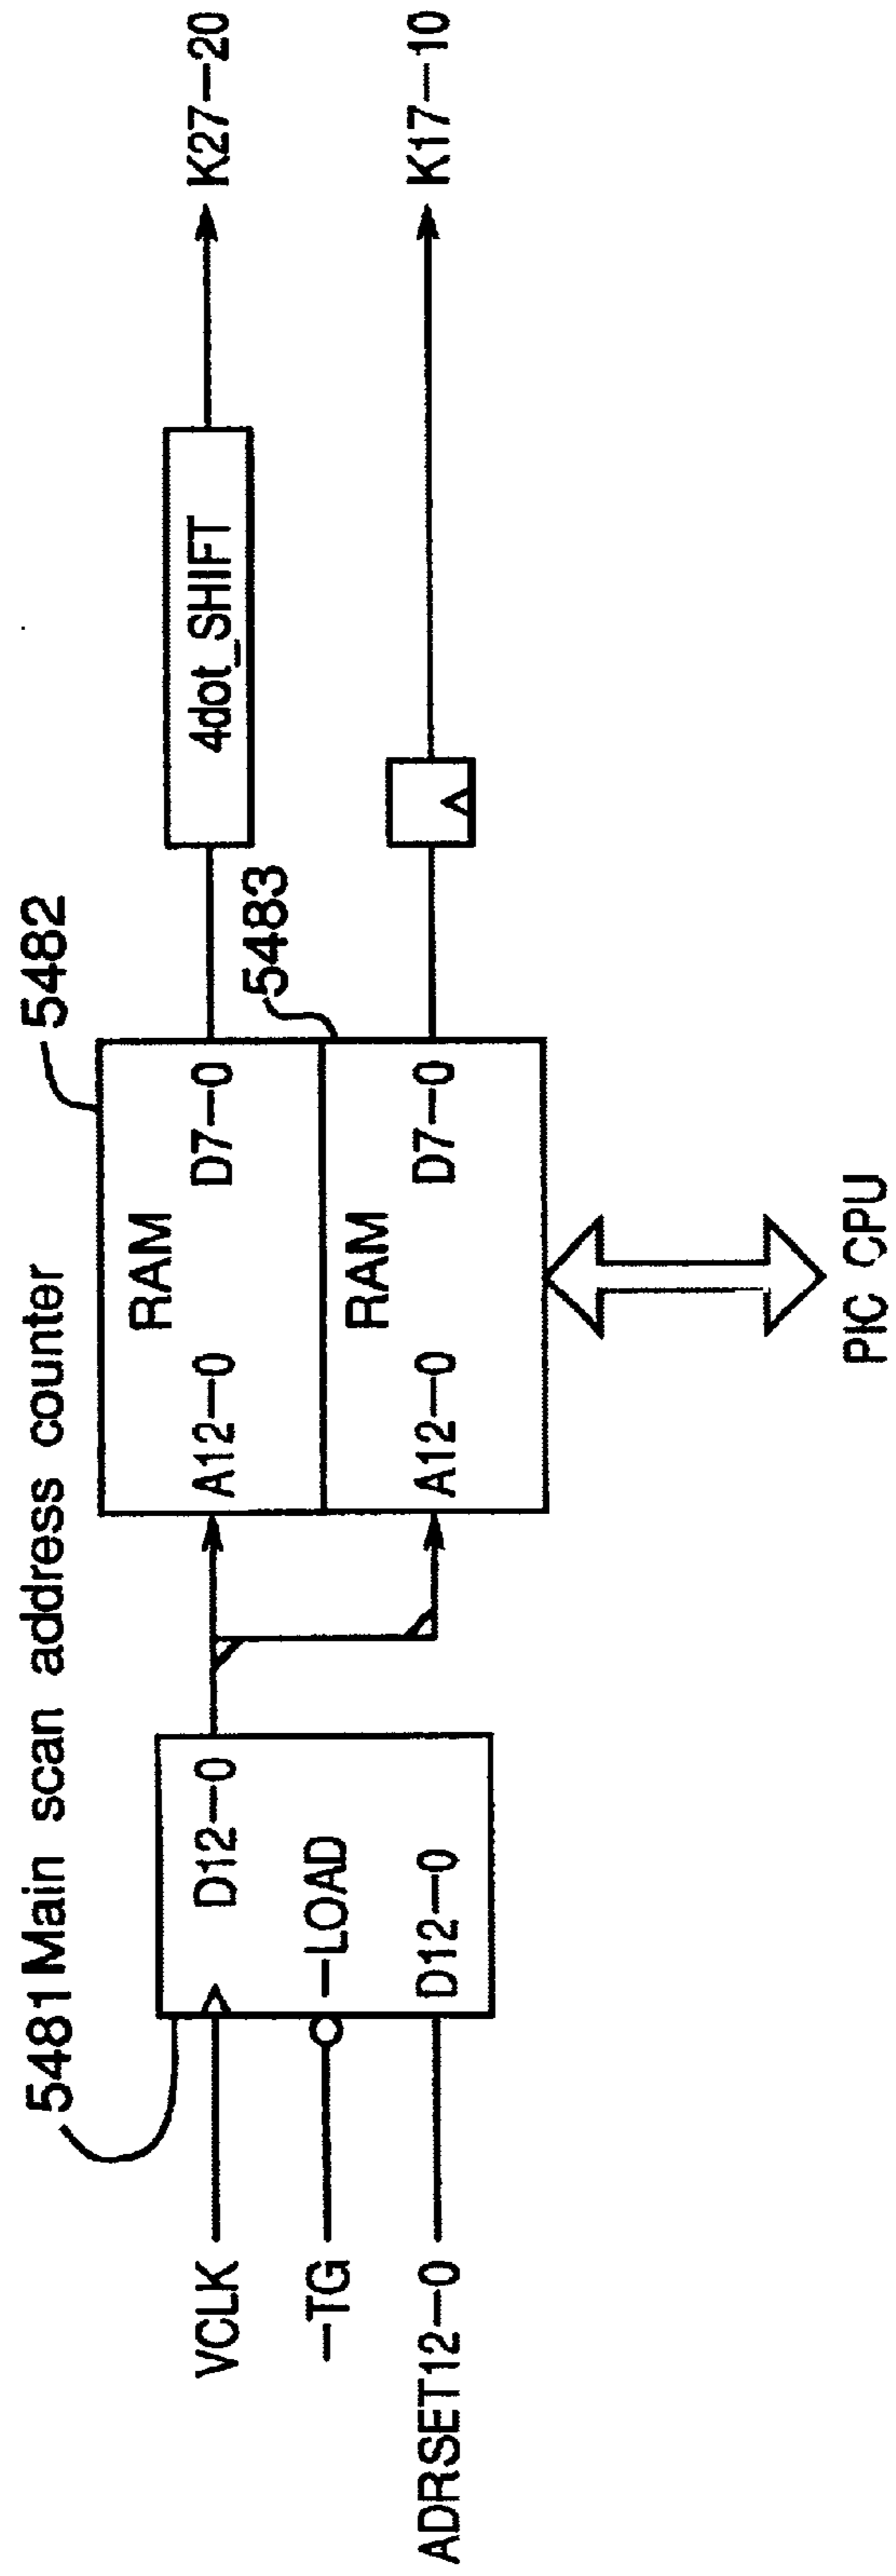 5481 Main scan address counter
5482
5483
VCLK
—TG
ADRSET12—0
D12—0
—LOAD
D12—0
RAM
A12—0 D7—0
RAM
A12—0 D7—0
4dot_SHIFT
K27—20
K17—10
PIC CPU